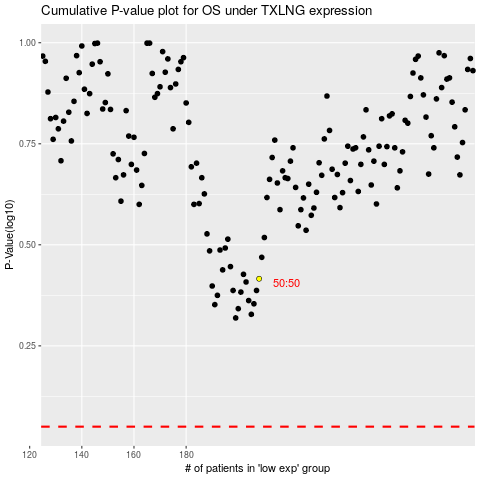 Cumulative P-value plot for OS under TXLNG expression
1.00
0.75
0.50
0.25
P-Value(log10)
50:50
120 140 160 180
# of patients in 'low exp' group